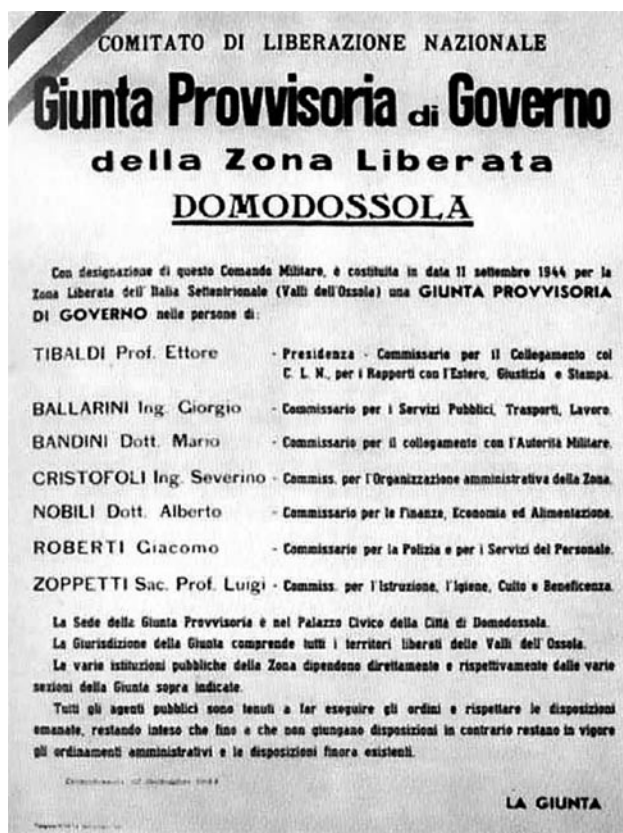 COMITATO DI LIBERAZIONE NAZIONALE
Giunta Provvisoria di Governo
della Zona Liberata
DOMODOSSOLA
Con designazione di questo Comando Militare, è costituita in data 11 settembre 1944 per la
Zona Liberata dell'Italia Settentrionale (Valli dell'Ossola) una GIUNTA PROVVISORIA
DI GOVERNO nelle persone di:
TIBALDI Prof. Ettore - Presidenza - Commissario per il Collegamento col
C. L. N., per i Rapporti con l'Estero, Giustizia e Stampa.
BALLARINI Ing. Giorgio - Commissario per i Servizi Pubblici, Trasporti, Lavoro.
BANDINI Dott. Mario - Commissario per il collegamento con l'Autorità Militare.
CRISTOFOLI Ing. Severino - Commiss. per l'Organizzazione amministrativa della Zona.
NOBILI Dott. Alberto - Commissario per le Finanze, Economia ed Alimentazione.
ROBERTI Giacomo - Commissario per la Polizia e per i Servizi del Personale.
ZOPPETTI Sac. Prof. Luigi - Commiss. per l'Istruzione, l'Igiene, Culto e Beneficenza.
La Sede della Giunta Provvisoria è nel Palazzo Civico della Città di Domodossola.
La Giurisdizione della Giunta comprende tutti i territori liberati delle Valli dell'Ossola.
Le varie istituzioni pubbliche della Zona dipendono direttamente e rispettivamente dalle varie
sezioni della Giunta sopra indicate.
Tutti gli agenti pubblici sono tenuti a far eseguire gli ordini e rispettare le disposizioni
emanate, restando inteso che fino a che non giungano disposizioni in contrario restano in vigore
gli ordinamenti amministrativi e le disposizioni finora esistenti.
LA GIUNTA